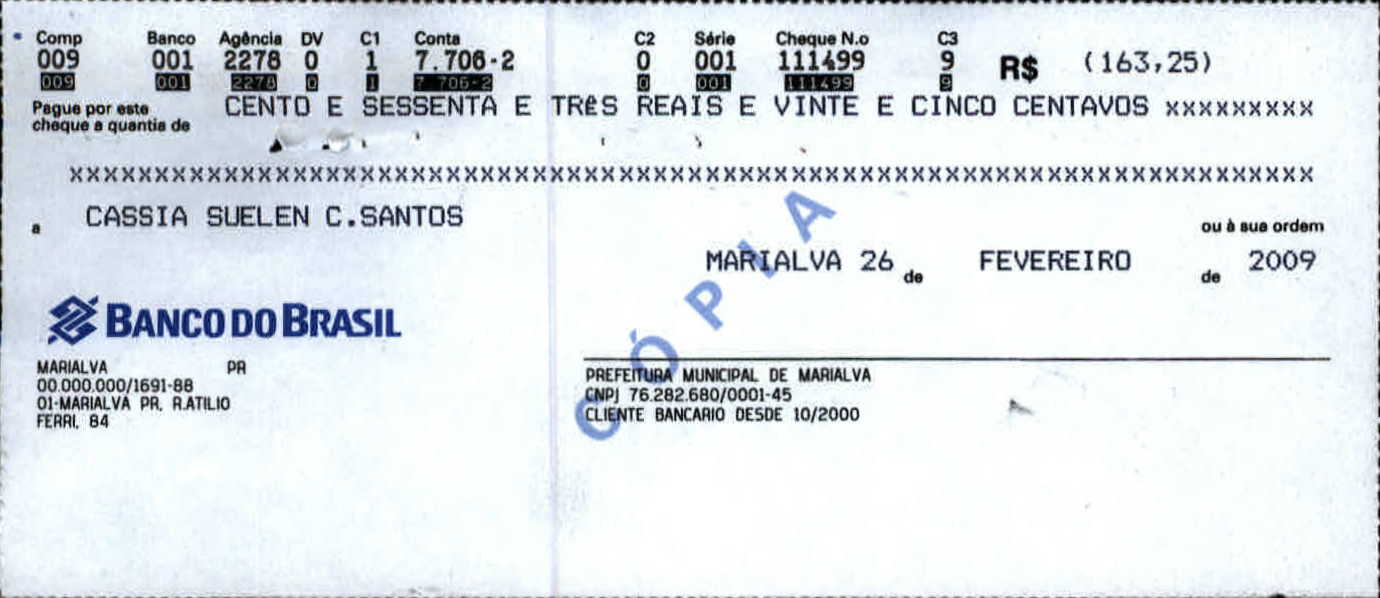 Comp Banco Agência DV C1 Conta C2 Série Cheque N.o C3
009 001 2278 0 1 7.706-2 0 001 111499 9 R$ (163,25)
009 001 2278 0 1 7 706-2 0 001 111499 9
Pague por este
cheque a quantia de
CENTO E SESSENTA E TRêS REAIS E VINTE E CINCO CENTAVOS xxxxxxxxx
xxxxxxxxxxxxxxxxxxxxxxxxxxxxxxxxxxxxxxxxxxxxxxxxxxxxxxxxxxxxxxxxxxxxxxxxxx
a CASSIA SUELEN C.SANTOS ou à sua ordem
MARIALVA 26 de FEVEREIRO de 2009
CÓPIA
BANCO DO BRASIL
MARIALVA PR
00.000.000/1691-88
01-MARIALVA PR. R.ATILIO
FERRI, 84
PREFEITURA MUNICIPAL DE MARIALVA
CNPJ 76.282.680/0001-45
CLIENTE BANCARIO DESDE 10/2000